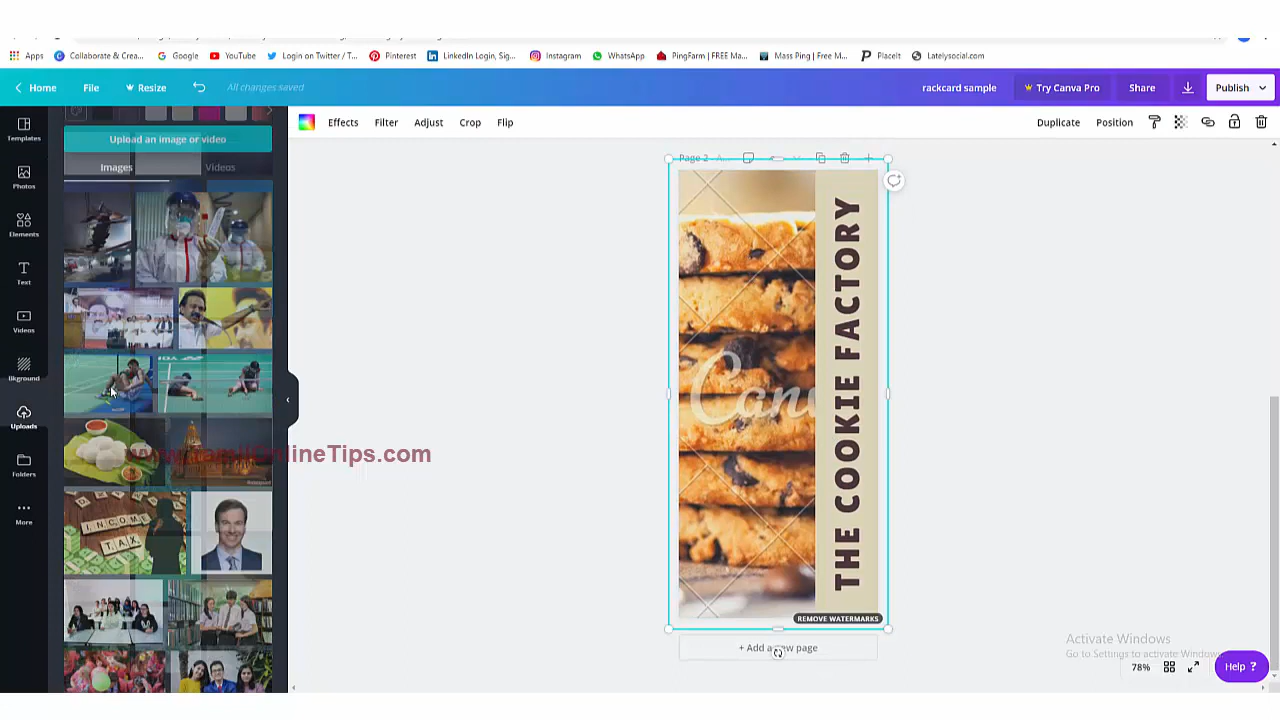 Apps Collaborate & Crea... Google YouTube Login on Twitter / T... Pinterest LinkedIn Login, Sig... Instagram WhatsApp PingFarm | FREE Ma... Mass Ping | Free M... PlaceIt Latelysocial.com
Home File Resize All changes saved rackcard sample Try Canva Pro Share Publish
Effects Filter Adjust Crop Flip Duplicate Position
Templates
Upload an image or video
Images Videos
Photos
Elements
Text
Videos
Bkground
Uploads
Folders
More
Page 2
THE COOKIE FACTORY
Canv
www.TamilOnlineTips.com
INCOME
TAX
REMOVE WATERMARKS
+ Add a new page
Activate Windows
Go to Settings to activate Windows
78% Help ?